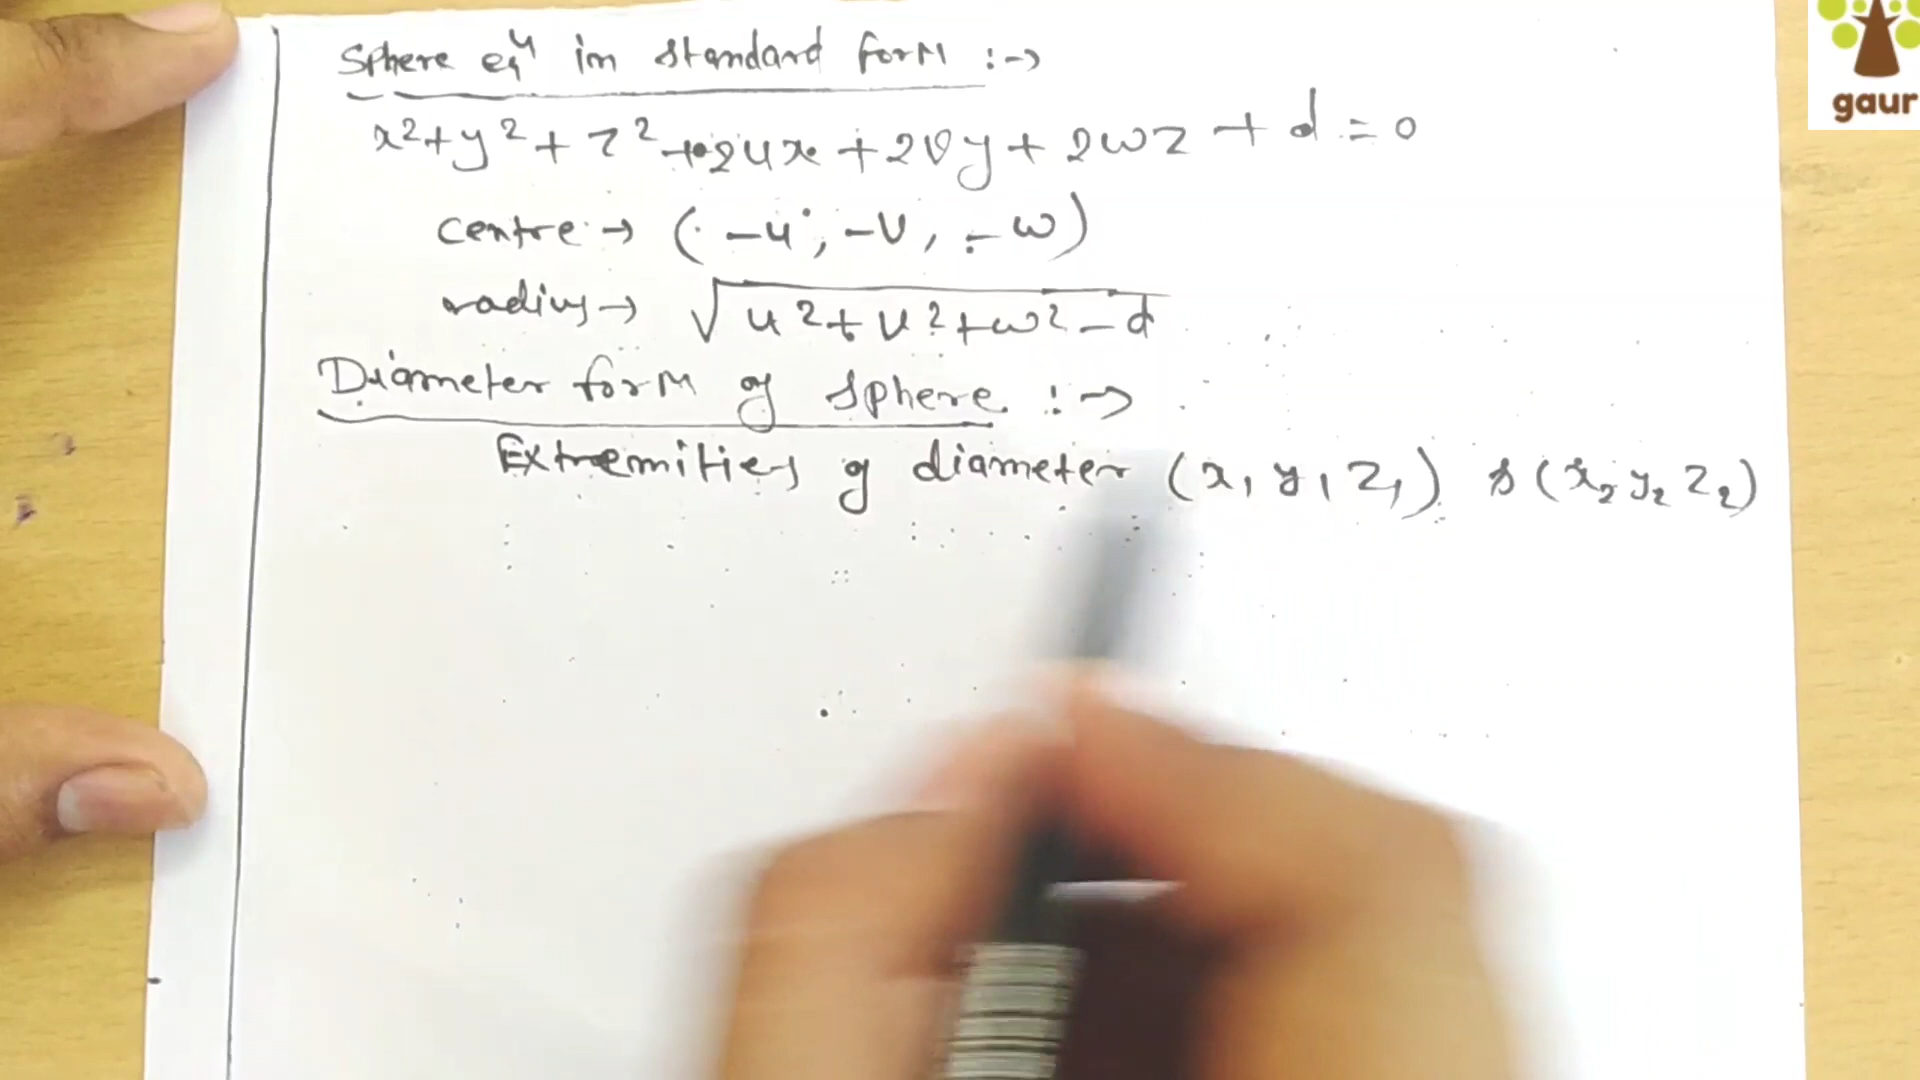 Sphere eqn in standard form :->
x²+y²+z²+2ux+2vy+2wz+d=0
centre → (-u, -v, -w)
radius → √u²+v²+w²-d
Diameter form of sphere :->
Extremities of diameter (x₁ y₁ z₁) & (x₂ y₂ z₂)
gaur